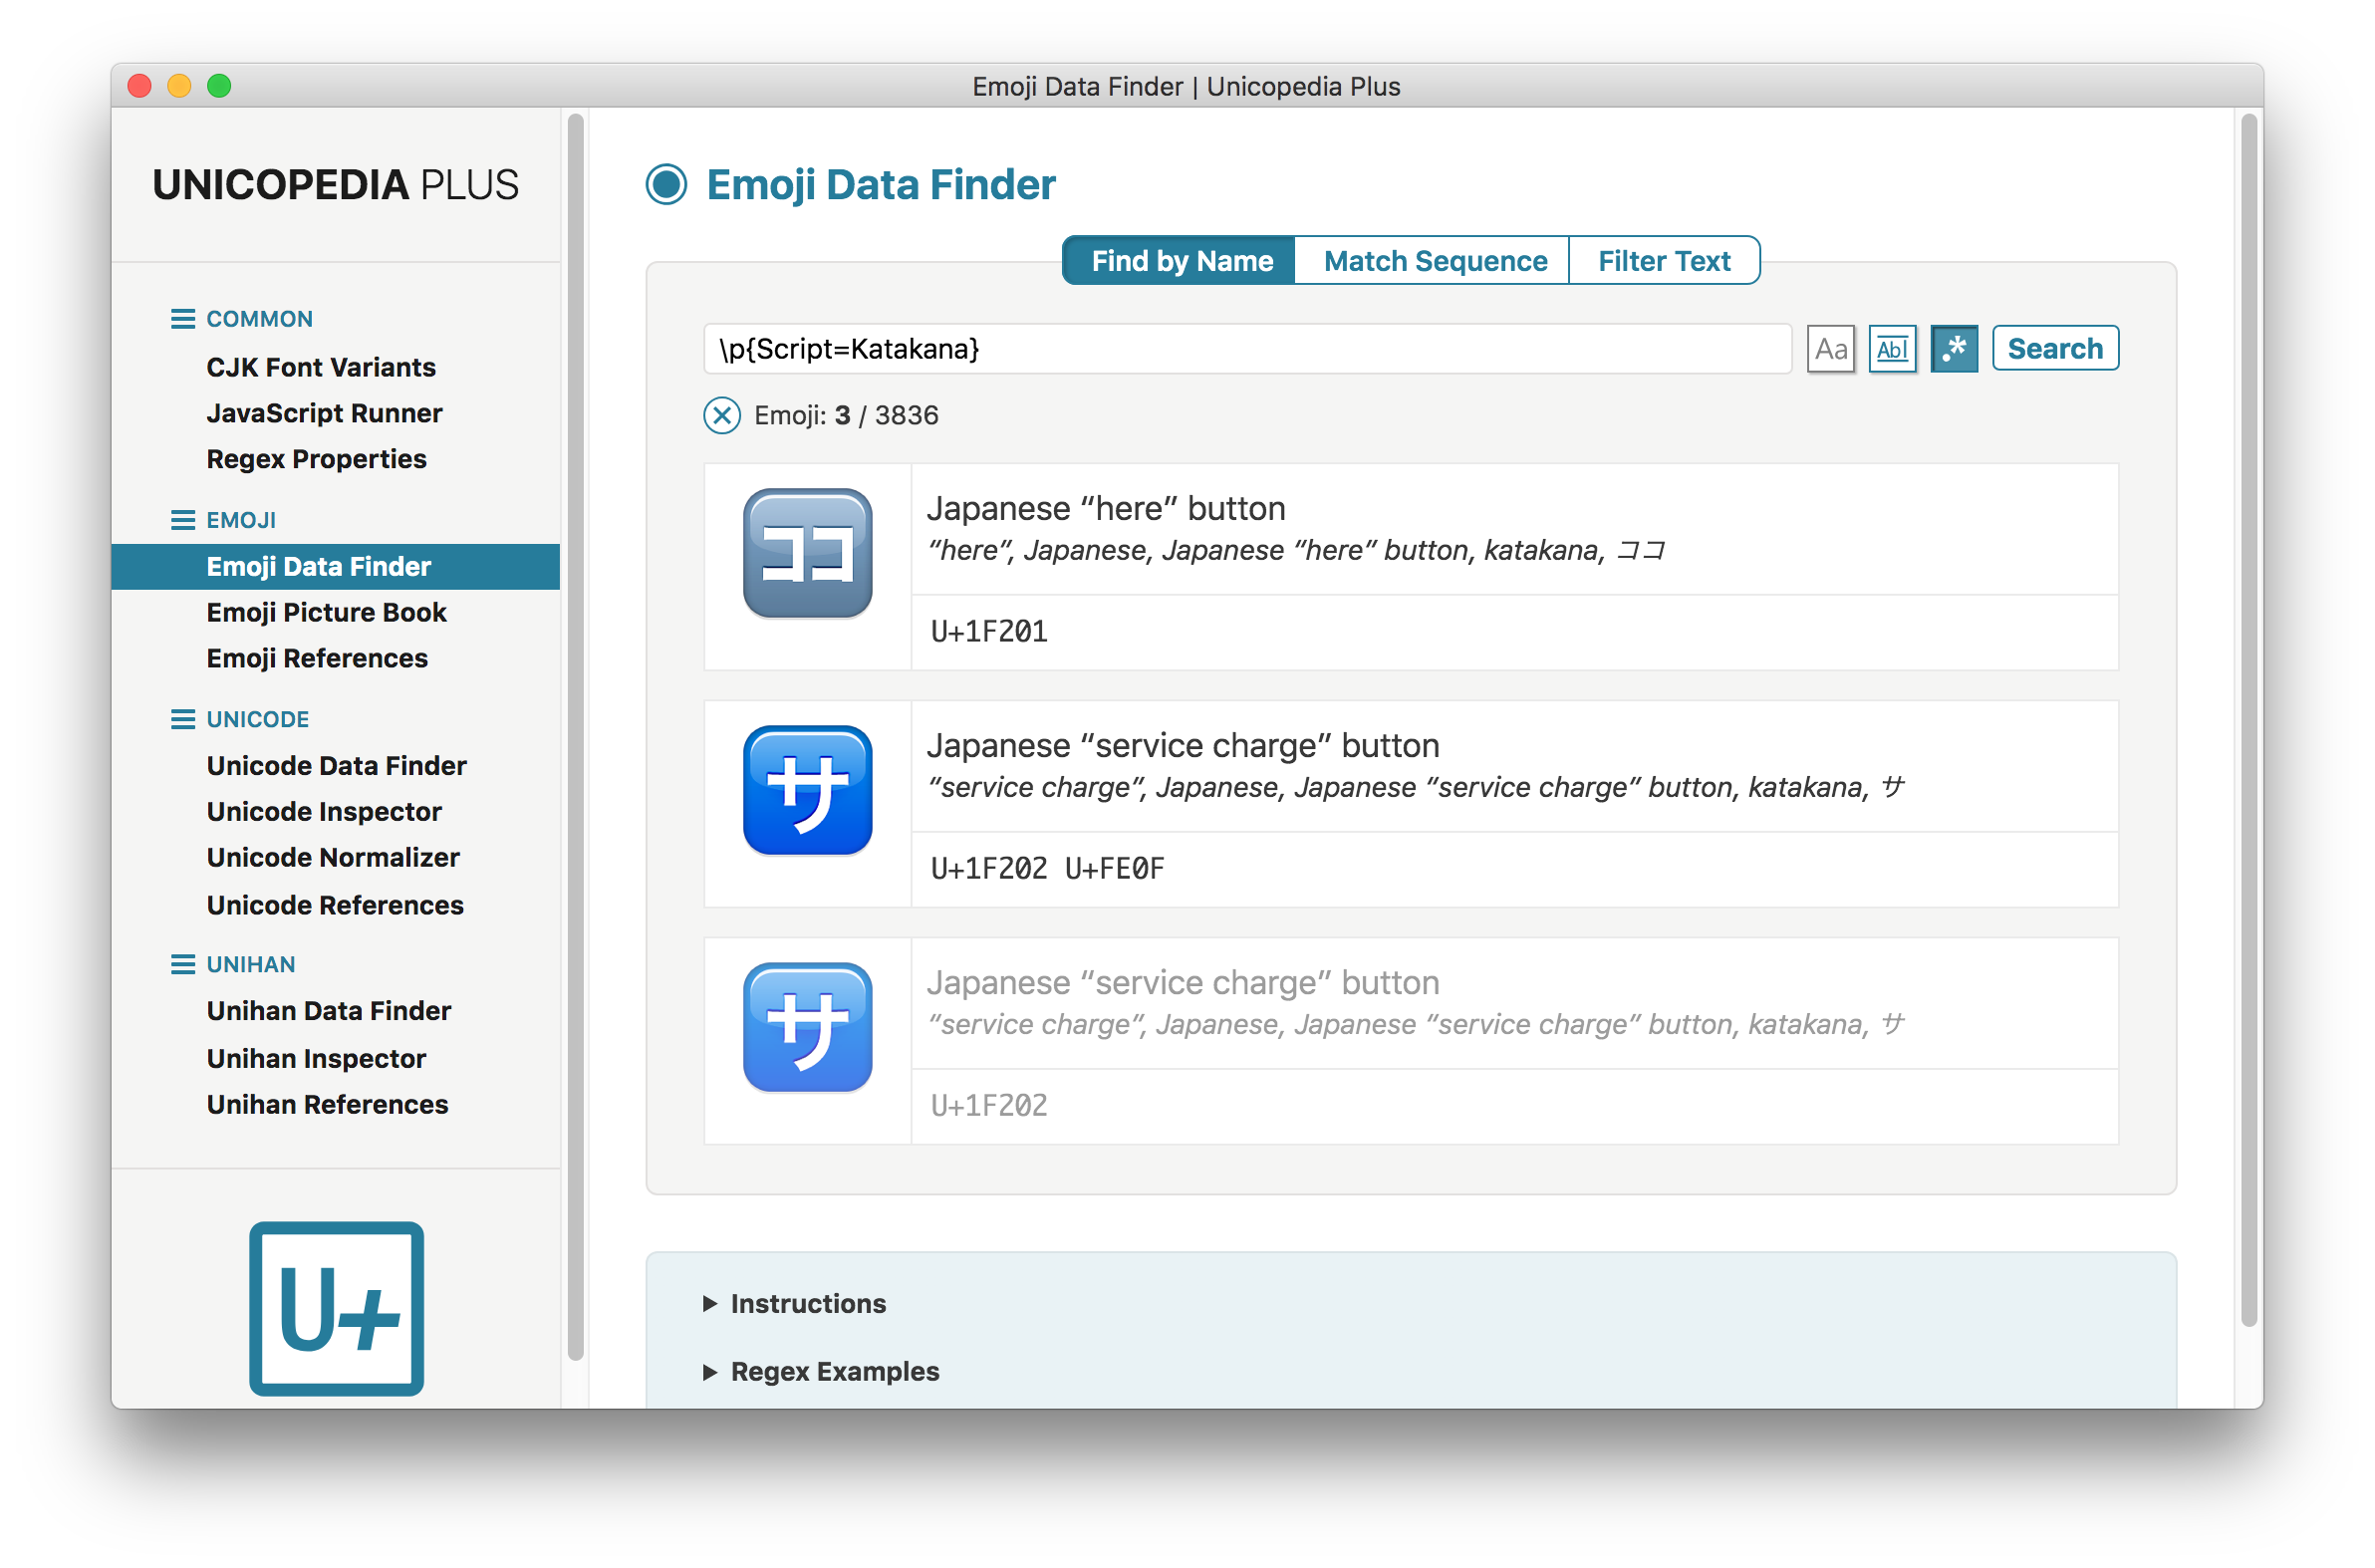 Emoji Data Finder | Unicopedia Plus
UNICOPEDIA PLUS
COMMON
CJK Font Variants
JavaScript Runner
Regex Properties
EMOJI
Emoji Data Finder
Emoji Picture Book
Emoji References
UNICODE
Unicode Data Finder
Unicode Inspector
Unicode Normalizer
Unicode References
UNIHAN
Unihan Data Finder
Unihan Inspector
Unihan References
U+
Emoji Data Finder
Find by Name Match Sequence Filter Text
\p{Script=Katakana} Aa Abl .* Search
Emoji: 3 / 3836
ココ
Japanese “here” button
“here”, Japanese, Japanese “here” button, katakana, ココ
U+1F201
サ
Japanese “service charge” button
“service charge”, Japanese, Japanese “service charge” button, katakana, サ
U+1F202 U+FE0F
サ
Japanese “service charge” button
“service charge”, Japanese, Japanese “service charge” button, katakana, サ
U+1F202
Instructions
Regex Examples